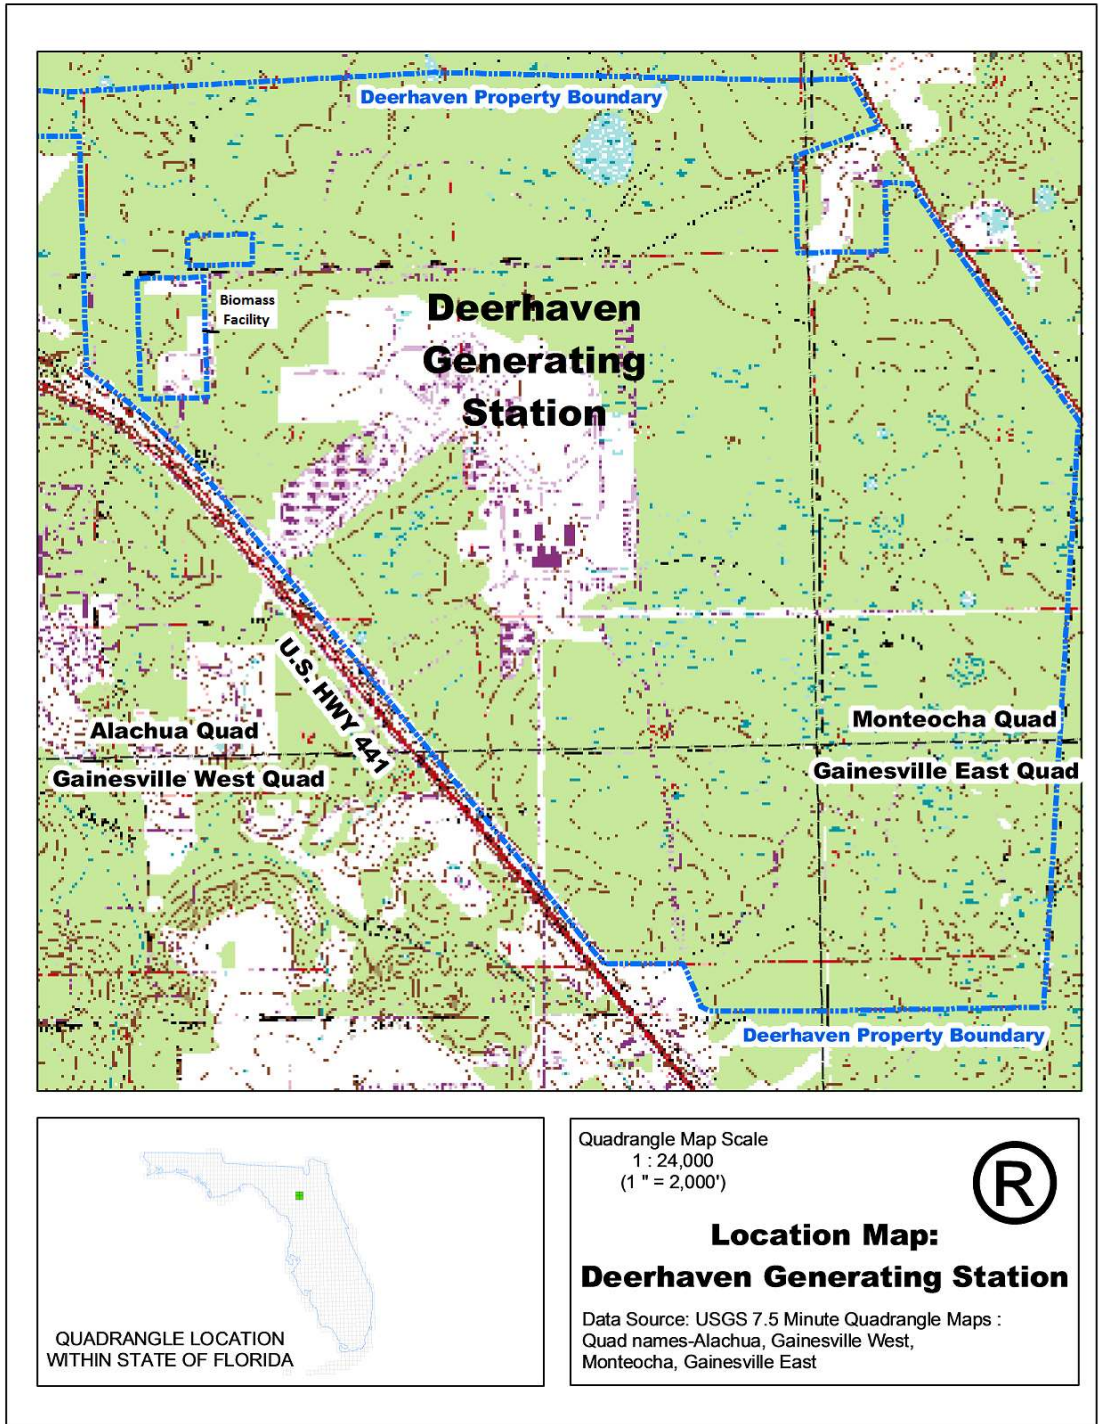 Deerhaven Property Boundary
Biomass
Facility
Deerhaven
Generating
Station
U.S. HWY 441
Alachua Quad
Monteocha Quad
Gainesville West Quad
Gainesville East Quad
Deerhaven Property Boundary
QUADRANGLE LOCATION
WITHIN STATE OF FLORIDA
Quadrangle Map Scale
1 : 24,000
(1 " = 2,000')
®
Location Map:
Deerhaven Generating Station
Data Source: USGS 7.5 Minute Quadrangle Maps :
Quad names-Alachua, Gainesville West,
Monteocha, Gainesville East